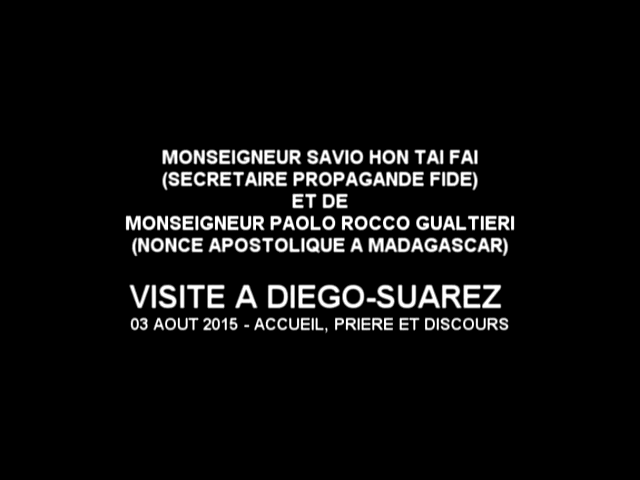 MONSEIGNEUR SAVIO HON TAI FAI
(SECRETAIRE PROPAGANDE FIDE)
ET DE
MONSEIGNEUR PAOLO ROCCO GUALTIERI
(NONCE APOSTOLIQUE A MADAGASCAR)
VISITE A DIEGO-SUAREZ
03 AOUT 2015 - ACCUEIL, PRIERE ET DISCOURS